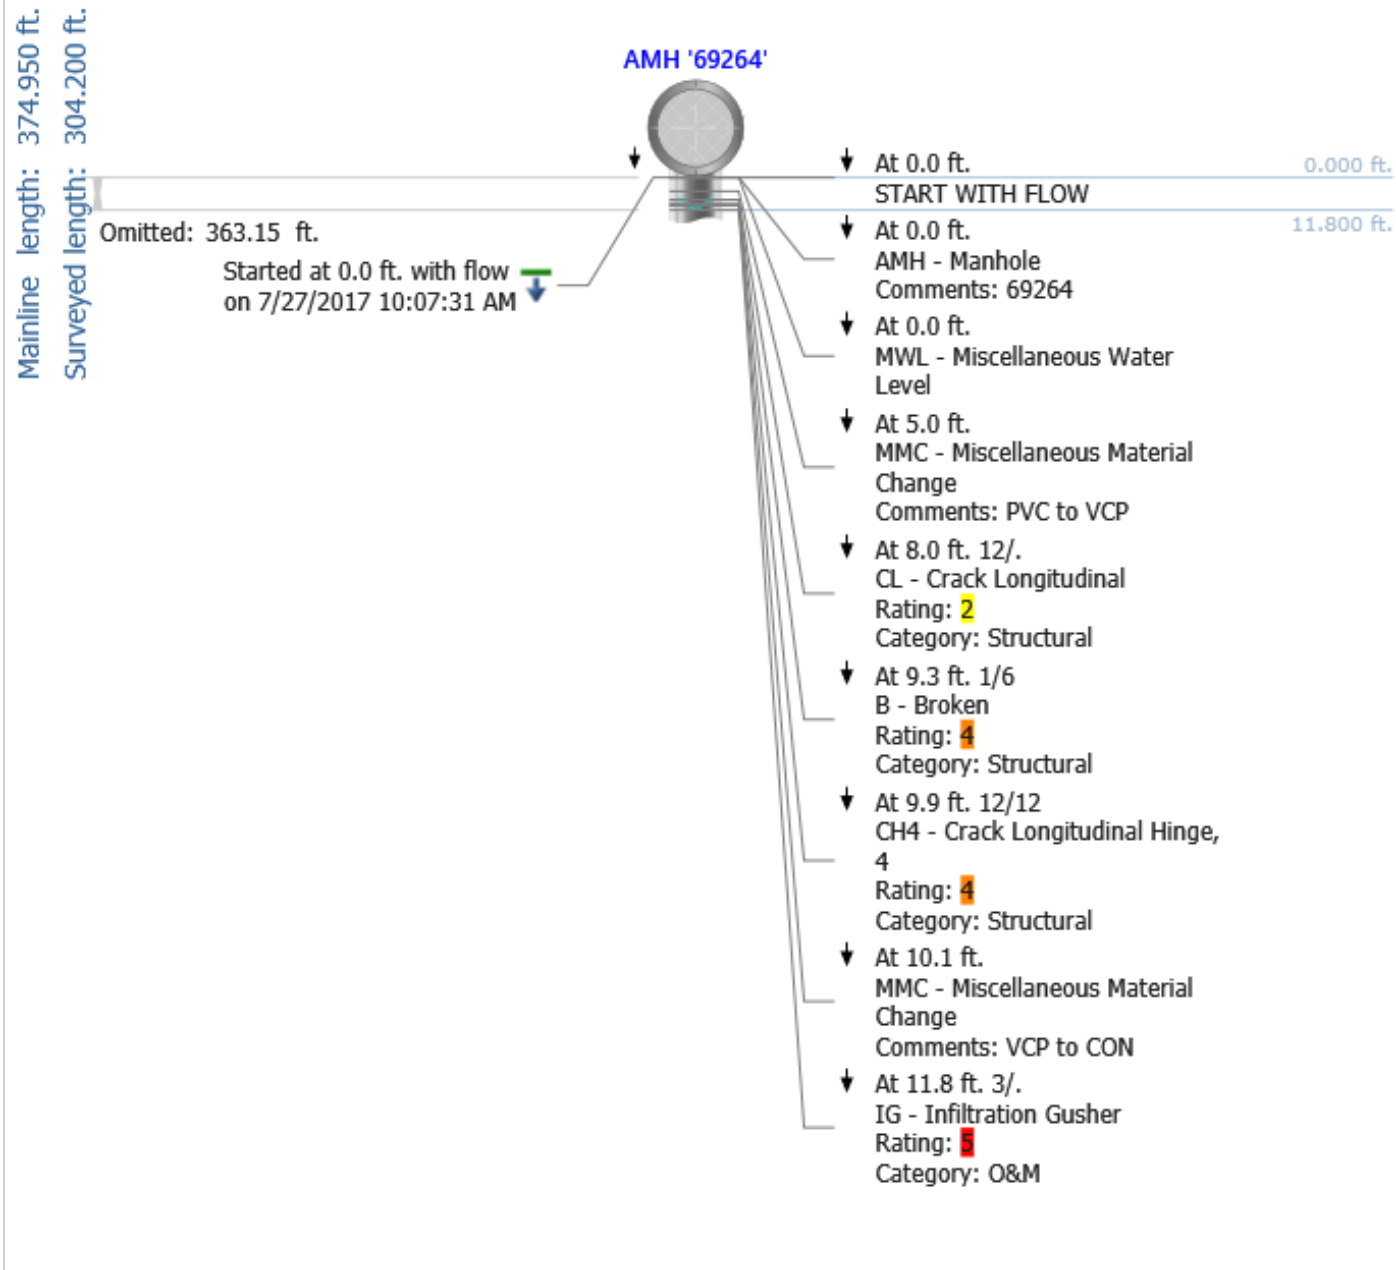 Mainline length: 374.950 ft.
Surveyed length: 304.200 ft.
AMH '69264'
0.000 ft.
11.800 ft.
Omitted: 363.15 ft.
Started at 0.0 ft. with flow
on 7/27/2017 10:07:31 AM
At 0.0 ft.
START WITH FLOW
At 0.0 ft.
AMH - Manhole
Comments: 69264
At 0.0 ft.
MWL - Miscellaneous Water
Level
At 5.0 ft.
MMC - Miscellaneous Material
Change
Comments: PVC to VCP
At 8.0 ft. 12/.
CL - Crack Longitudinal
Rating: 2
Category: Structural
At 9.3 ft. 1/6
B - Broken
Rating: 4
Category: Structural
At 9.9 ft. 12/12
CH4 - Crack Longitudinal Hinge,
4
Rating: 4
Category: Structural
At 10.1 ft.
MMC - Miscellaneous Material
Change
Comments: VCP to CON
At 11.8 ft. 3/.
IG - Infiltration Gusher
Rating: 5
Category: O&M